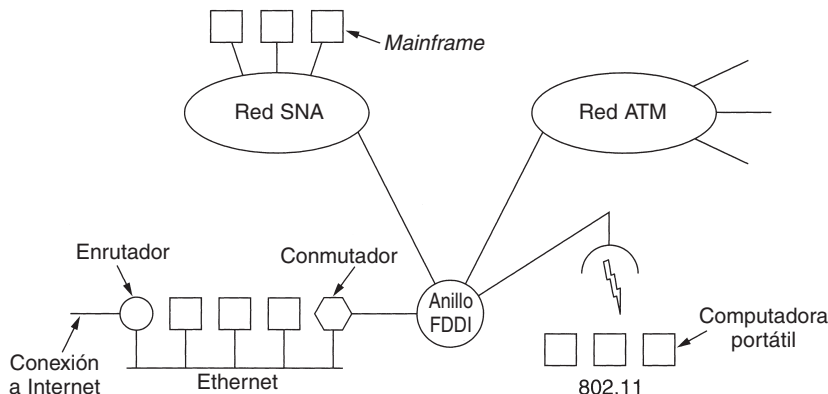 Mainframe
Red SNA
Red ATM
Enrutador
Conmutador
Anillo
FDDI
Computadora
portátil
Conexión
a Internet
Ethernet
802.11